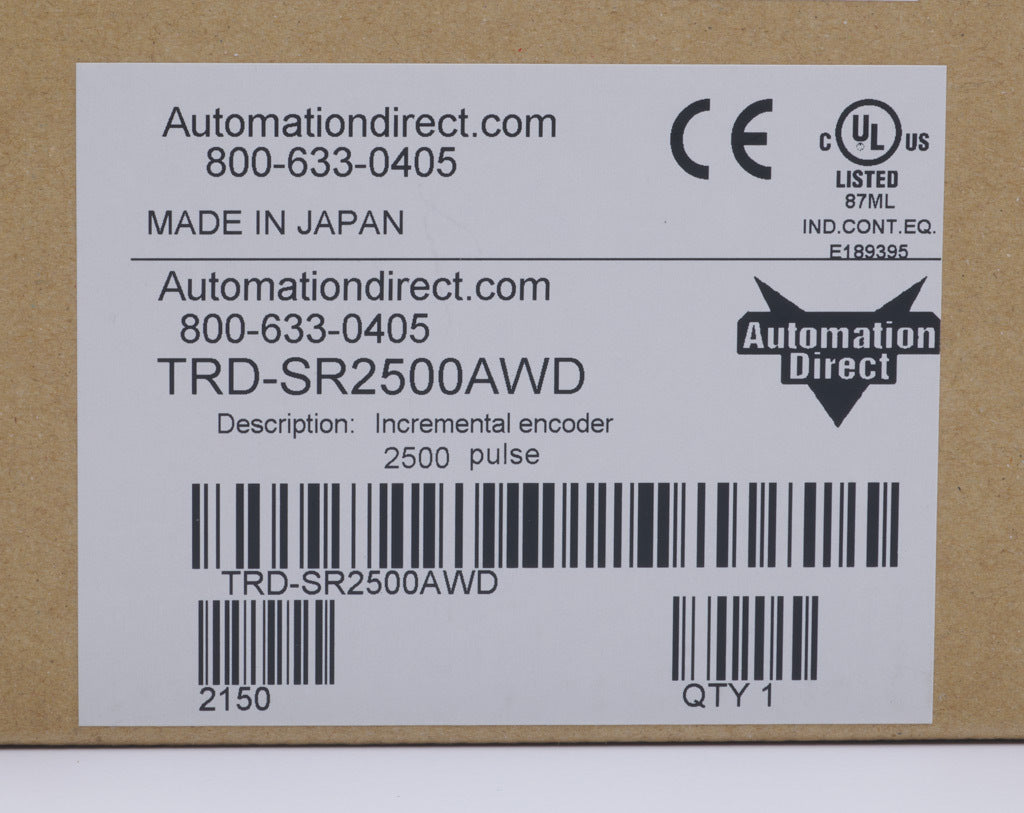 Automationdirect.com
800-633-0405
MADE IN JAPAN
CE
C UL US
LISTED
87ML
IND.CONT.EQ.
E189395
Automationdirect.com
800-633-0405
TRD-SR2500AWD
Description: Incremental encoder
2500 pulse
Automation
Direct
TRD-SR2500AWD
2150
QTY 1